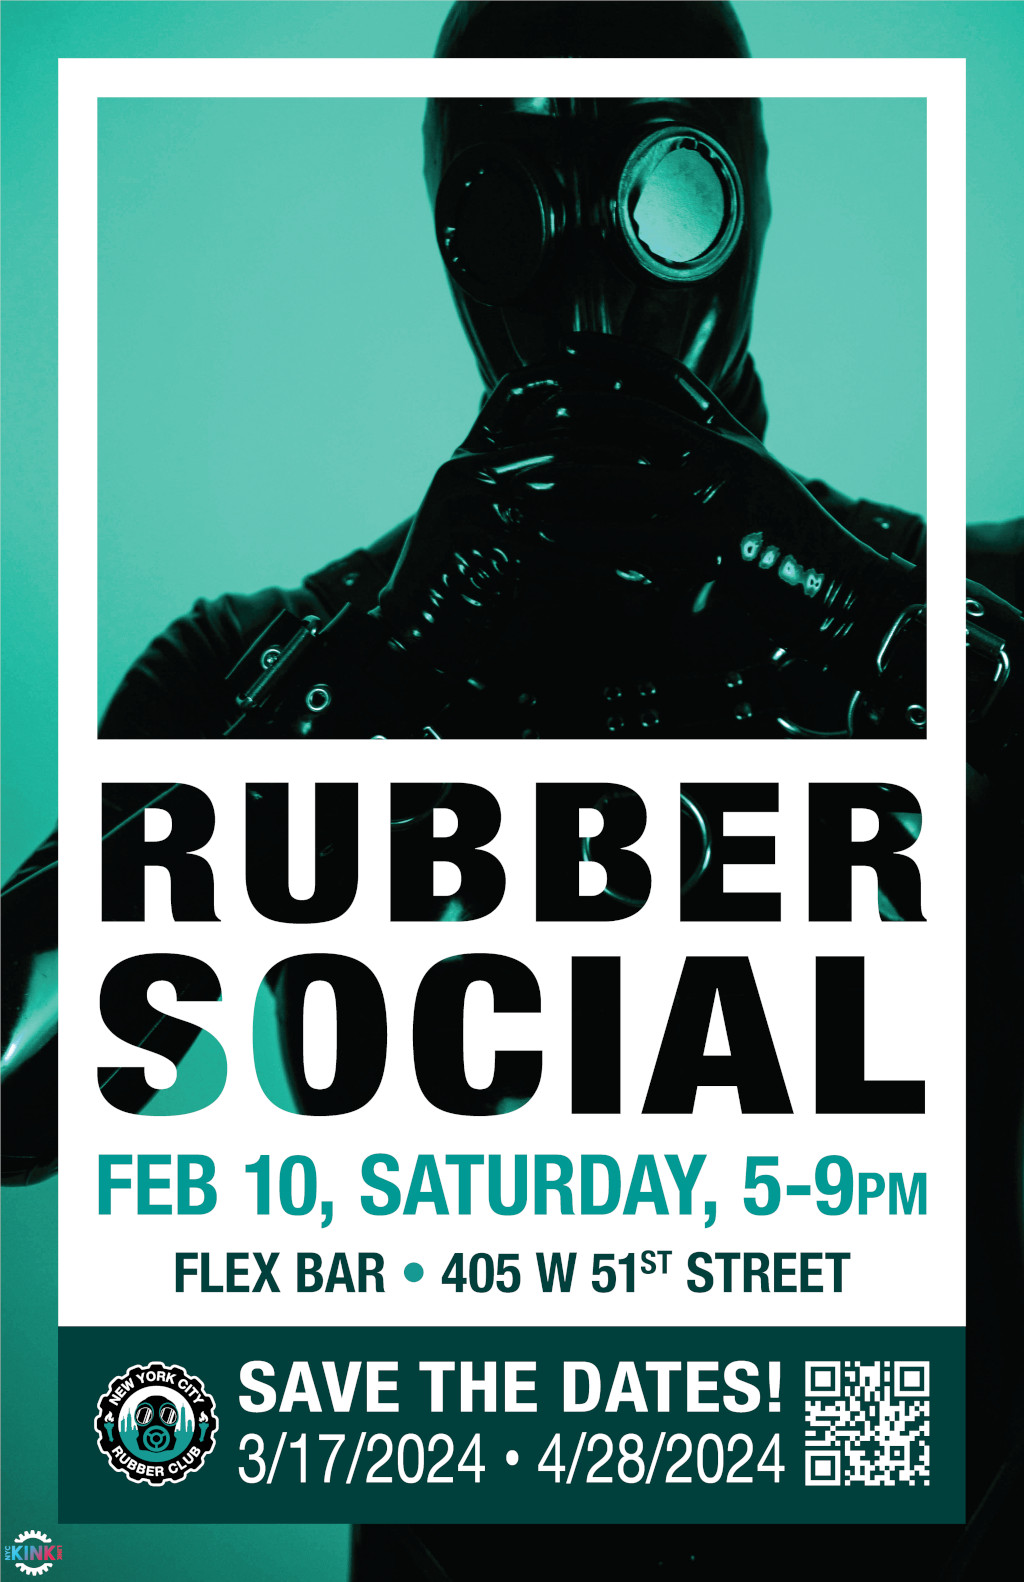 RUBBER
SOCIAL
FEB 10, SATURDAY, 5-9PM
FLEX BAR • 405 W 51ST STREET
NEW YORK CITY
RUBBER CLUB
SAVE THE DATES!
3/17/2024 • 4/28/2024
NYC
KINKI